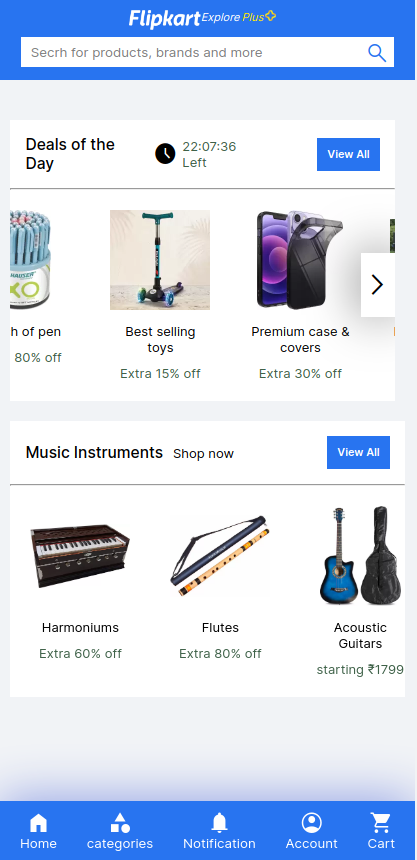 Flipkart Explore Plus
Secrh for products, brands and more
Deals of the
Day
22:07:36
Left
View All
HAUSER
XO
h of pen
80% off
Best selling
toys
Extra 15% off
Premium case &
covers
Extra 30% off
Music Instruments Shop now
View All
Harmoniums
Extra 60% off
Flutes
Extra 80% off
Acoustic
Guitars
starting ₹1799
Home
categories
Notification
Account
Cart